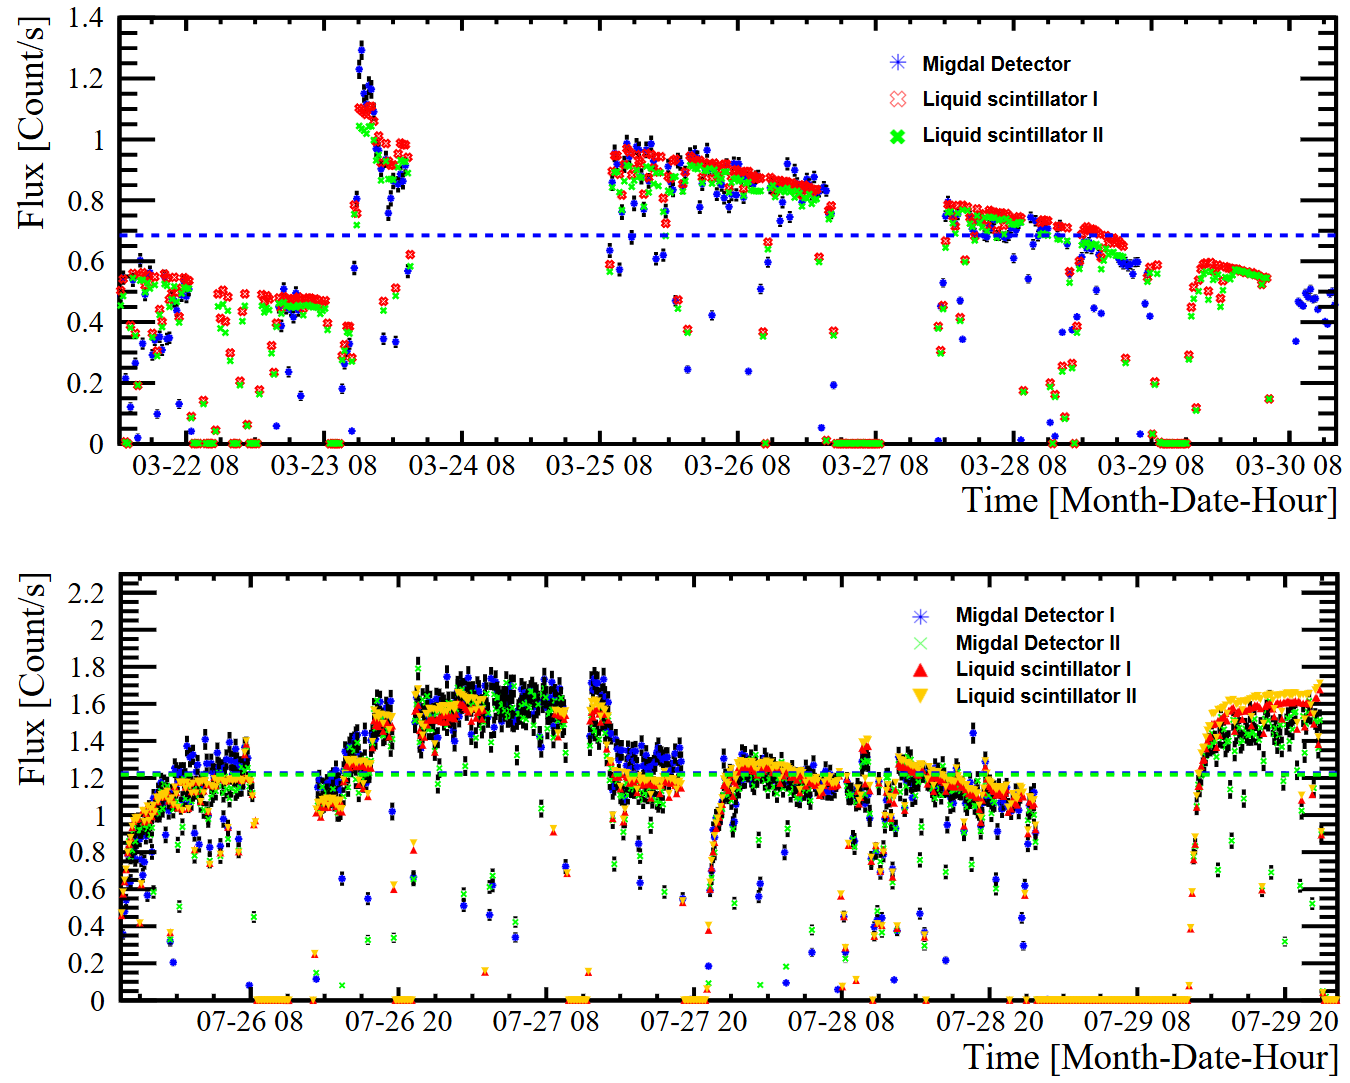 Flux [Count/s]
1.4
1.2
1
0.8
0.6
0.4
0.2
0
Migdal Detector
Liquid scintillator I
Liquid scintillator II
03-22 08 03-23 08 03-24 08 03-25 08 03-26 08 03-27 08 03-28 08 03-29 08 03-30 08
Time [Month-Date-Hour]
Flux [Count/s]
2.2
2
1.8
1.6
1.4
1.2
1
0.8
0.6
0.4
0.2
0
Migdal Detector I
Migdal Detector II
Liquid scintillator I
Liquid scintillator II
07-26 08 07-26 20 07-27 08 07-27 20 07-28 08 07-28 20 07-29 08 07-29 20
Time [Month-Date-Hour]